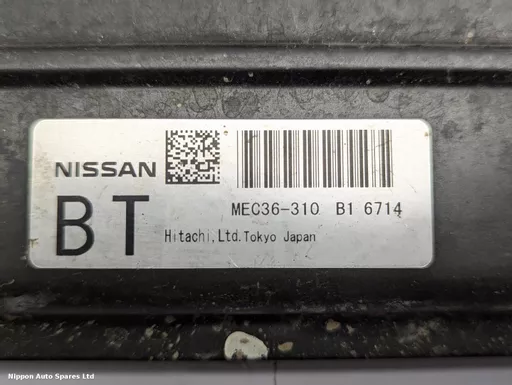 NISSAN
BT
MEC36-310 B1 6714
Hitachi,Ltd.Tokyo Japan
Nippon Auto Spares Ltd